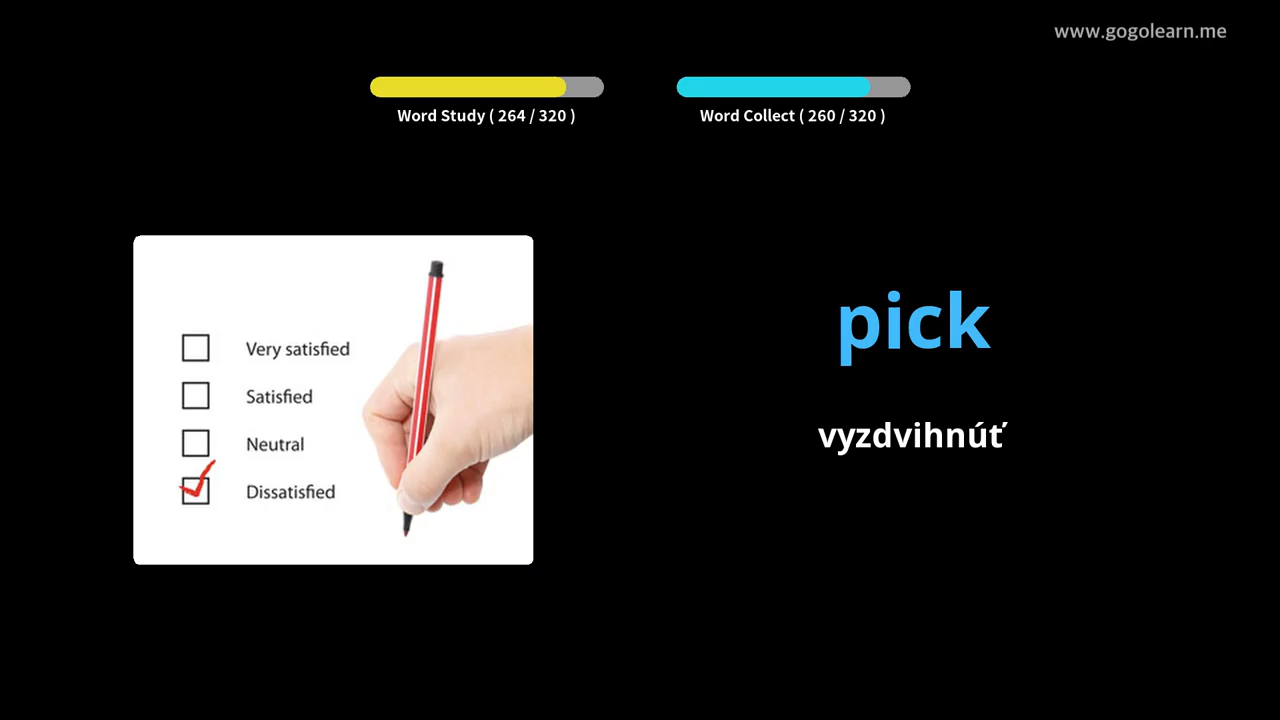 www.gogolearn.me
Word Study ( 264 / 320 )
Word Collect ( 260 / 320 )
Very satisfied
Satisfied
Neutral
Dissatisfied
pick
vyzdvihnúť